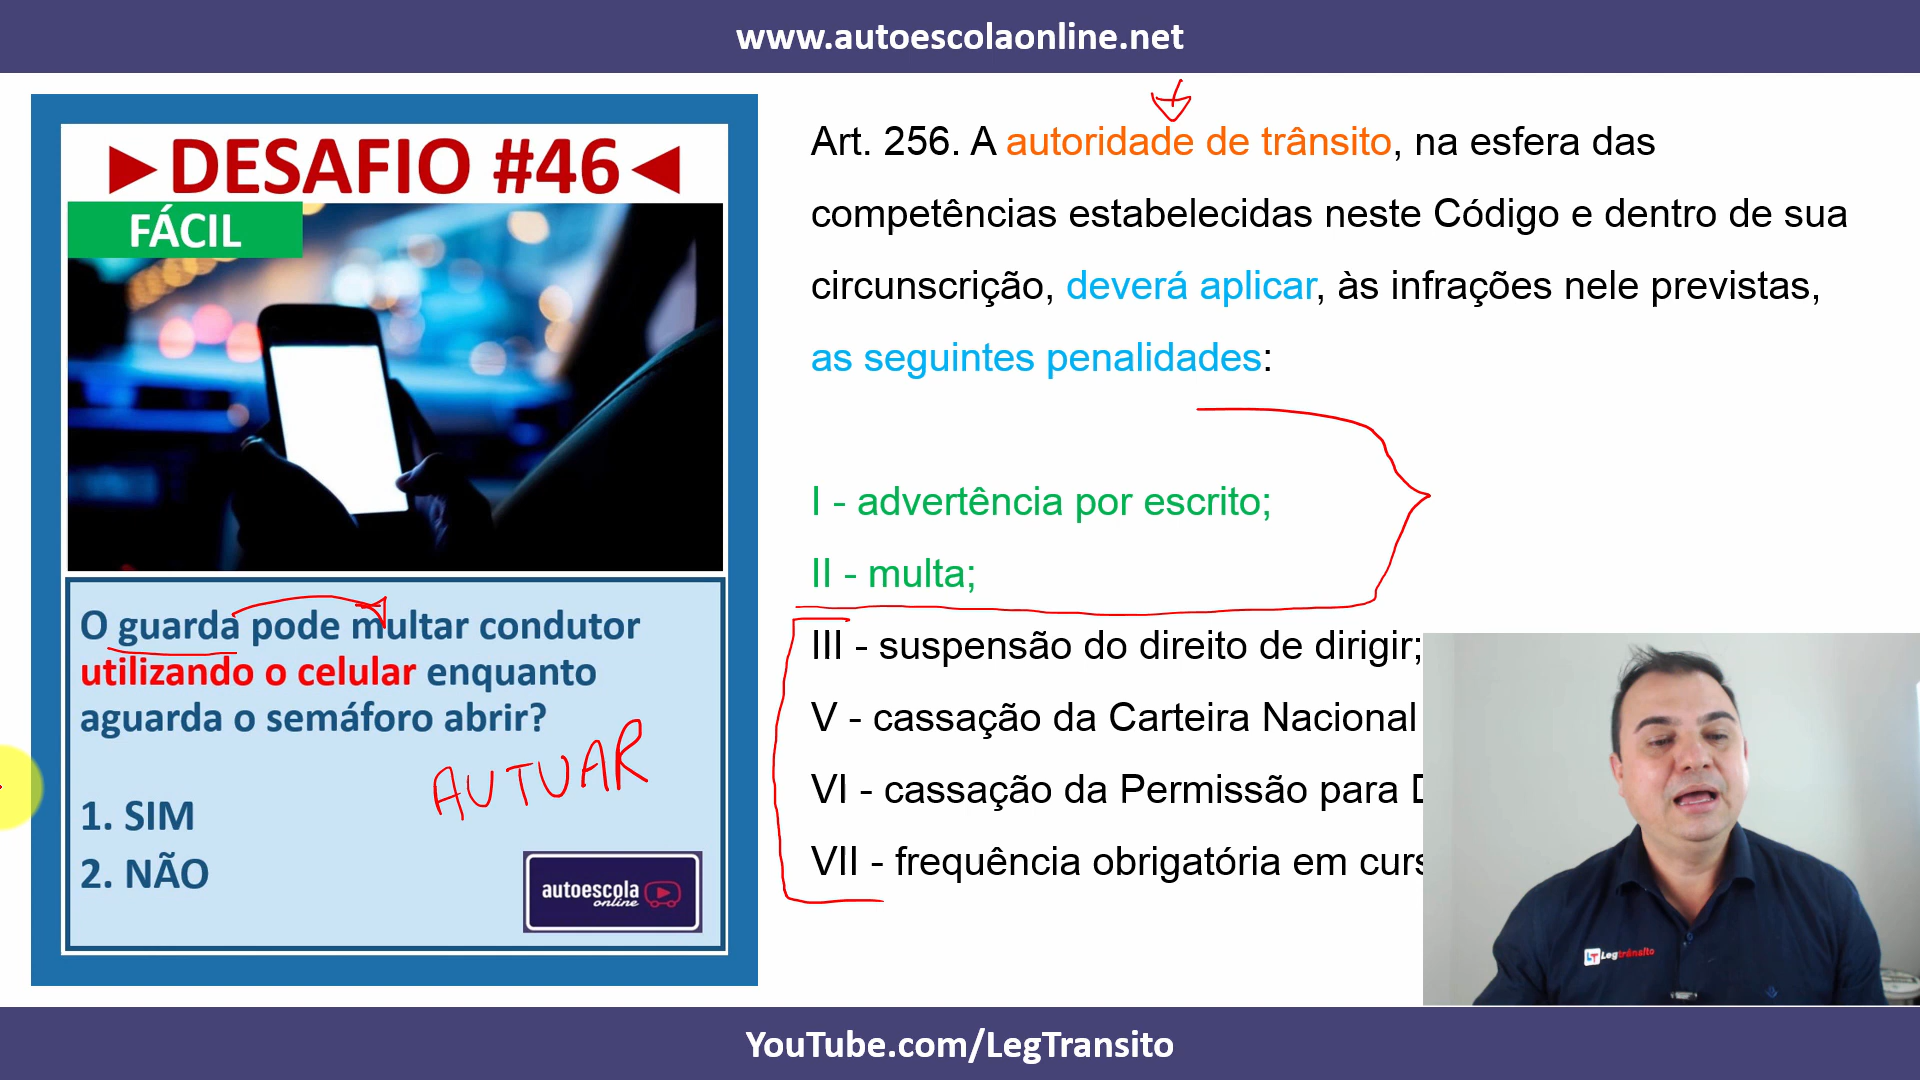 www.autoescolaonline.net
►DESAFIO #46◄
FÁCIL
O guarda pode multar condutor
utilizando o celular enquanto
aguarda o semáforo abrir?
AUTUAR
1. SIM
2. NÃO
autoescola
online
Art. 256. A autoridade de trânsito, na esfera das
competências estabelecidas neste Código e dentro de sua
circunscrição, deverá aplicar, às infrações nele previstas,
as seguintes penalidades:
I - advertência por escrito;
II - multa;
III - suspensão do direito de dirigir;
V - cassação da Carteira Nacional
VI - cassação da Permissão para D
VII - frequência obrigatória em curs
LT Legtrânsito
YouTube.com/LegTransito